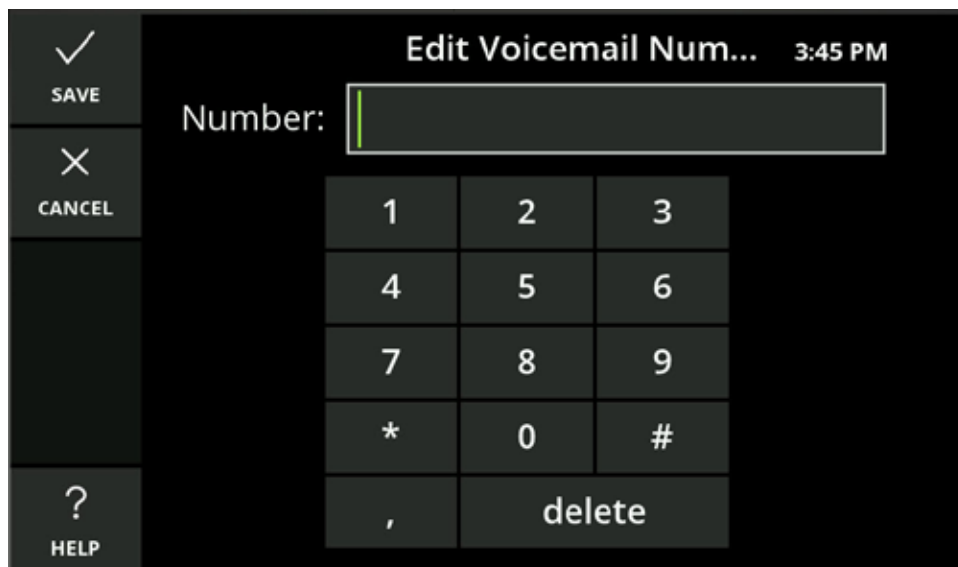 SAVE
CANCEL
HELP
Edit Voicemail Num... 3:45 PM
Number:
1 2 3
4 5 6
7 8 9
* 0 #
, delete